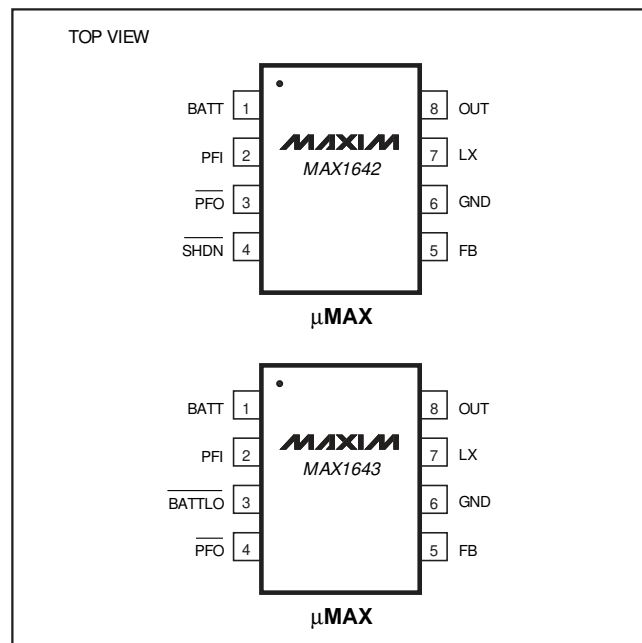 TOP VIEW
BATT 1 8 OUT
MAXIM
PFI 2 7 LX
MAX1642
PFO 3 6 GND
SHDN 4 5 FB
μMAX
BATT 1 8 OUT
MAXIM
PFI 2 7 LX
MAX1643
BATTLO 3 6 GND
PFO 4 5 FB
μMAX